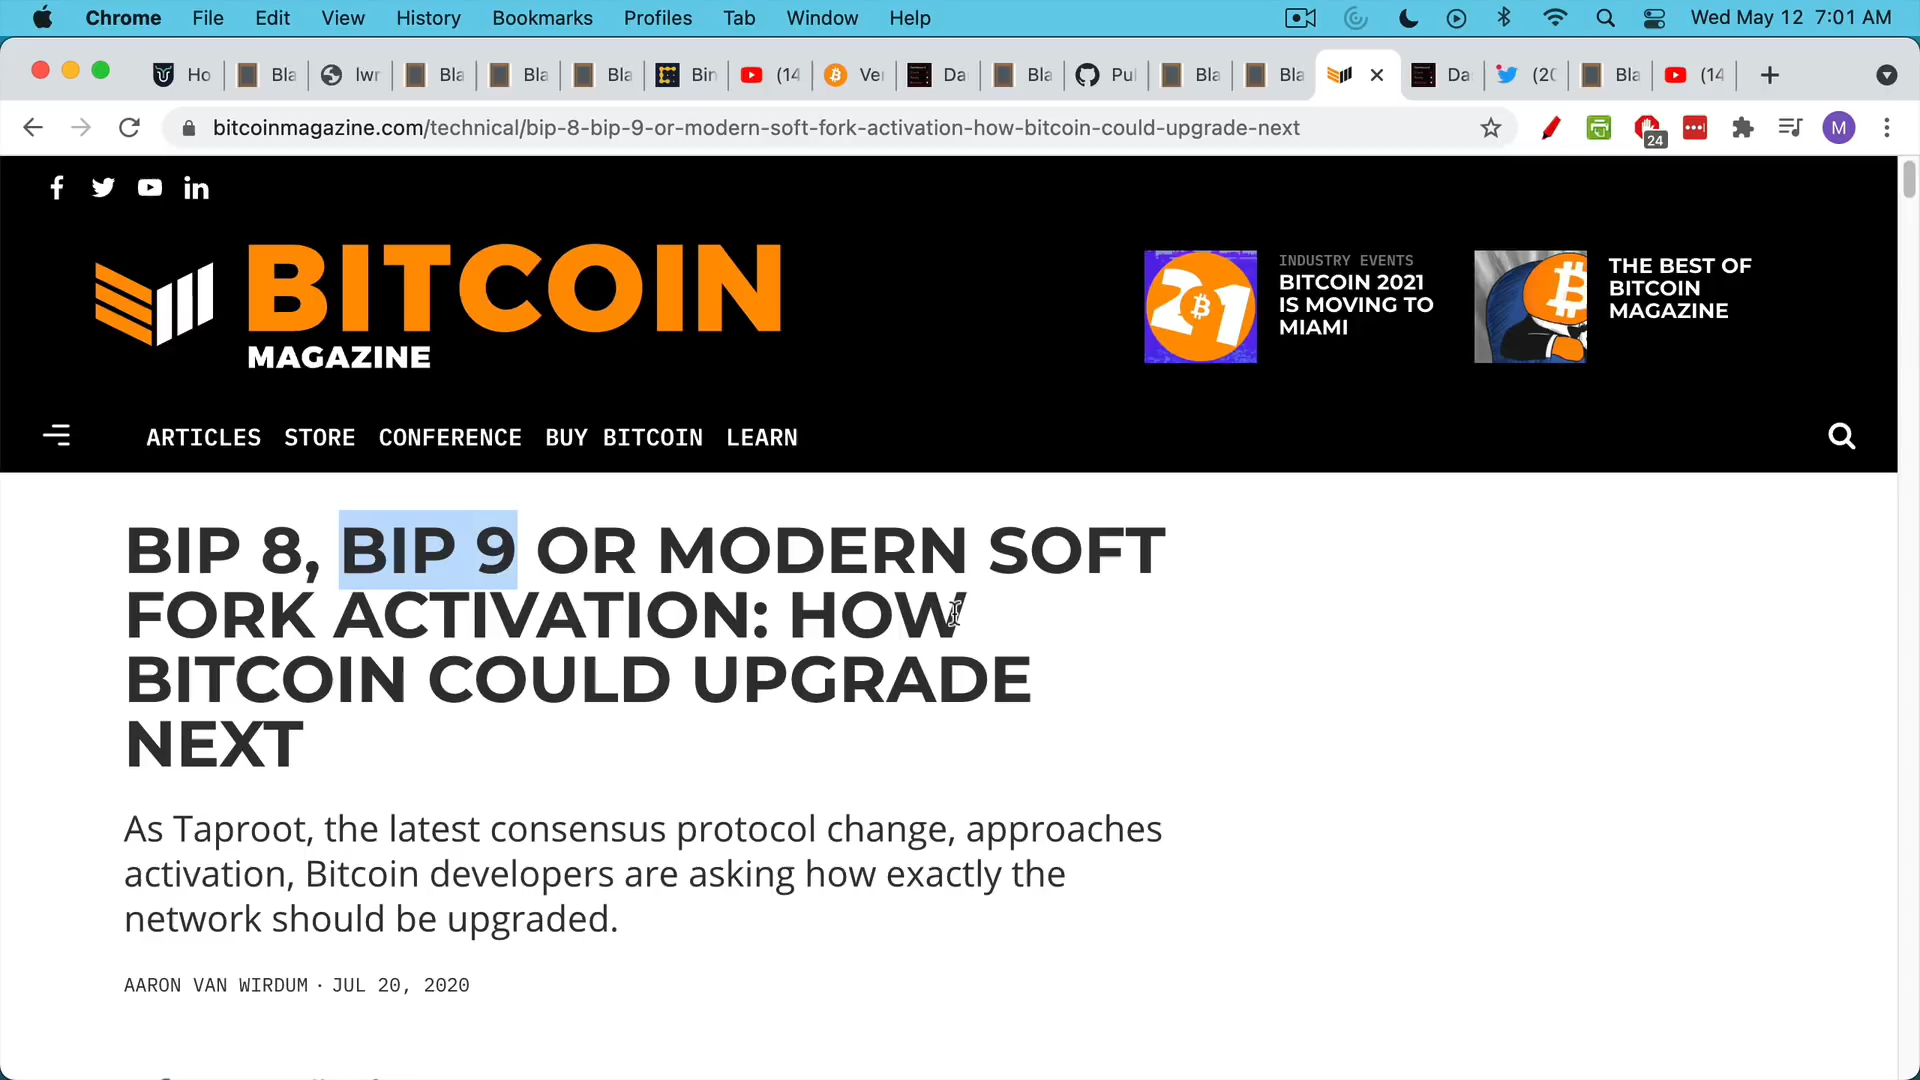 Chrome File Edit View History Bookmarks Profiles Tab Window Help Wed May 12 7:01 AM
Ho Bla lwr Bla Bla Bla Bin (14 Ver Da Bla Pul Bla Bla Da (20 Bla (14
bitcoinmagazine.com/technical/bip-8-bip-9-or-modern-soft-fork-activation-how-bitcoin-could-upgrade-next 24 M
BITCOIN
MAGAZINE
21
INDUSTRY EVENTS
BITCOIN 2021
IS MOVING TO
MIAMI
THE BEST OF
BITCOIN
MAGAZINE
ARTICLES STORE CONFERENCE BUY BITCOIN LEARN
BIP 8, BIP 9 OR MODERN SOFT
FORK ACTIVATION: HOW
BITCOIN COULD UPGRADE
NEXT
As Taproot, the latest consensus protocol change, approaches
activation, Bitcoin developers are asking how exactly the
network should be upgraded.
AARON VAN WIRDUM · JUL 20, 2020